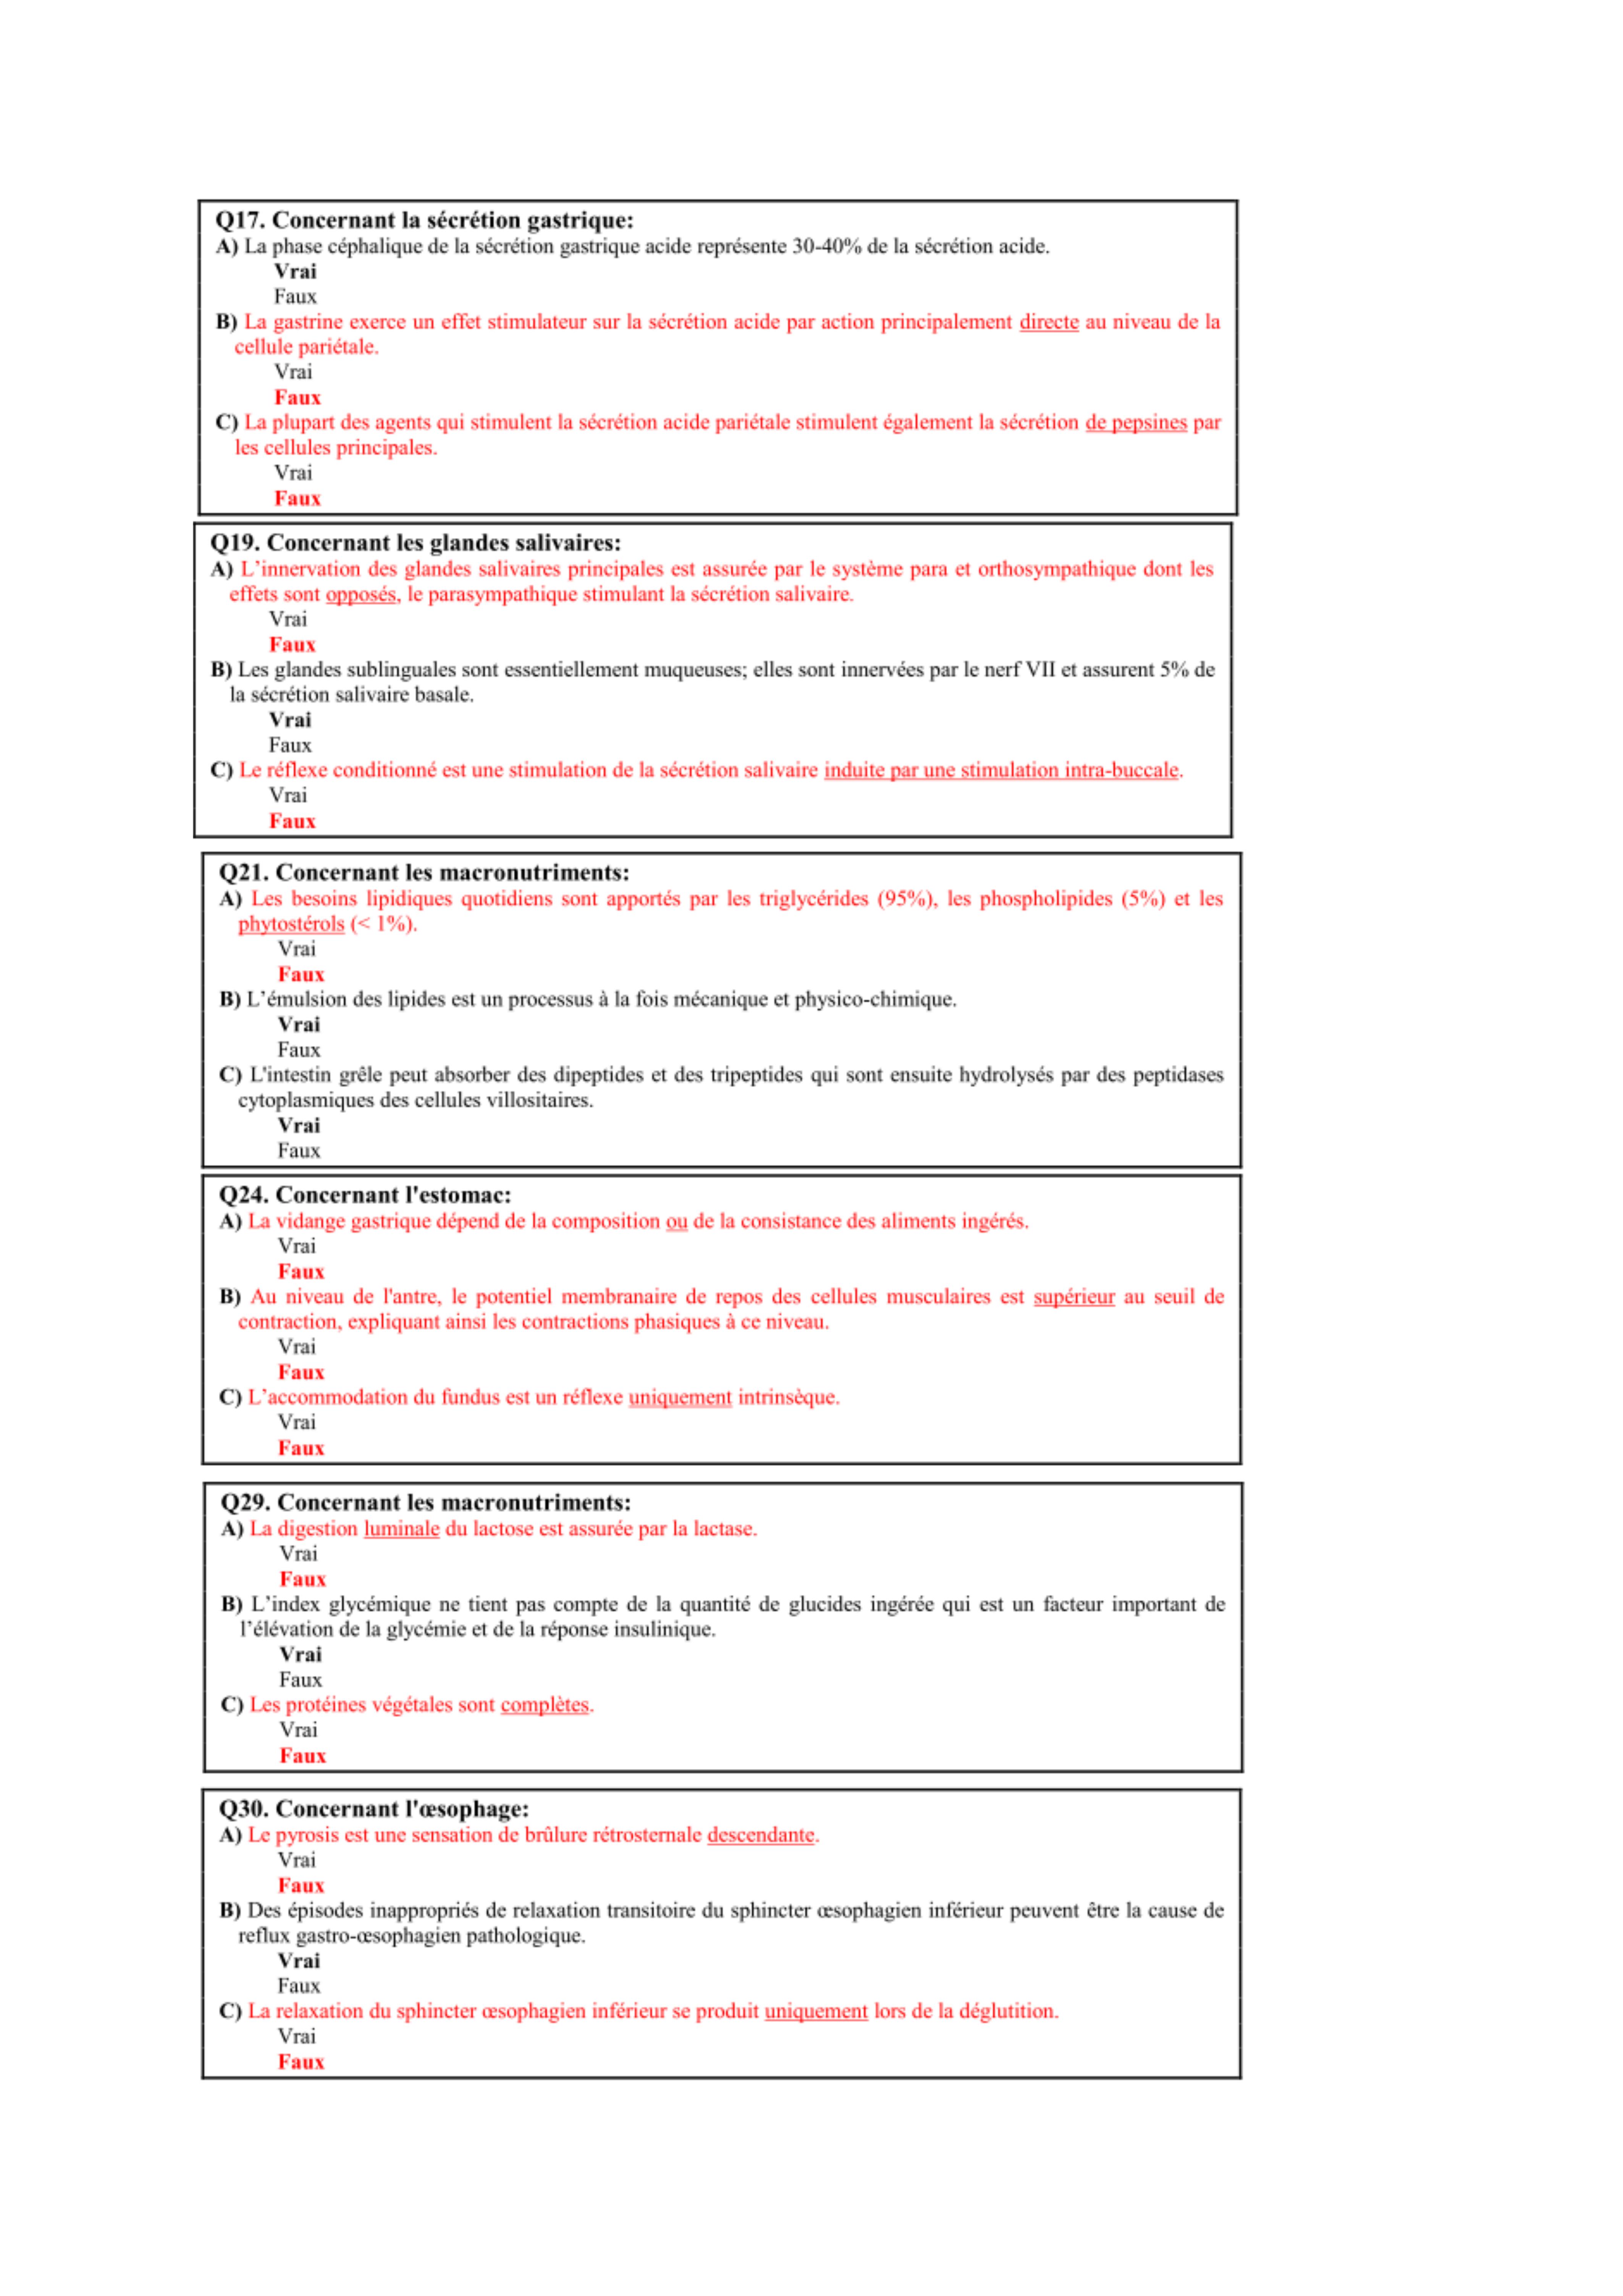 Q17. Concernant la sécrétion gastrique:
A) La phase céphalique de la sécrétion gastrique acide représente 30-40% de la sécrétion acide.
Vrai
Faux
B) La gastrine exerce un effet stimulateur sur la sécrétion acide par action principalement directe au niveau de la
cellule pariétale.
Vrai
Faux
C) La plupart des agents qui stimulent la sécrétion acide pariétale stimulent également la sécrétion de pepsines par
les cellules principales.
Vrai
Faux
Q19. Concernant les glandes salivaires:
A) L’innervation des glandes salivaires principales est assurée par le système para et orthosympathique dont les
effets sont opposés, le parasympathique stimulant la sécrétion salivaire.
Vrai
Faux
B) Les glandes sublinguales sont essentiellement muqueuses; elles sont innervées par le nerf VII et assurent 5% de
la sécrétion salivaire basale.
Vrai
Faux
C) Le réflexe conditionné est une stimulation de la sécrétion salivaire induite par une stimulation intra-buccale.
Vrai
Faux
Q21. Concernant les macronutriments:
A) Les besoins lipidiques quotidiens sont apportés par les triglycérides (95%), les phospholipides (5%) et les
phytostérols (< 1%).
Vrai
Faux
B) L’émulsion des lipides est un processus à la fois mécanique et physico-chimique.
Vrai
Faux
C) L'intestin grêle peut absorber des dipeptides et des tripeptides qui sont ensuite hydrolysés par des peptidases
cytoplasmiques des cellules villositaires.
Vrai
Faux
Q24. Concernant l'estomac:
A) La vidange gastrique dépend de la composition ou de la consistance des aliments ingérés.
Vrai
Faux
B) Au niveau de l'antre, le potentiel membranaire de repos des cellules musculaires est supérieur au seuil de
contraction, expliquant ainsi les contractions phasiques à ce niveau.
Vrai
Faux
C) L’accommodation du fundus est un réflexe uniquement intrinsèque.
Vrai
Faux
Q29. Concernant les macronutriments:
A) La digestion luminale du lactose est assurée par la lactase.
Vrai
Faux
B) L’index glycémique ne tient pas compte de la quantité de glucides ingérée qui est un facteur important de
l’élévation de la glycémie et de la réponse insulinique.
Vrai
Faux
C) Les protéines végétales sont complètes.
Vrai
Faux
Q30. Concernant l'œsophage:
A) Le pyrosis est une sensation de brûlure rétrosternale descendante.
Vrai
Faux
B) Des épisodes inappropriés de relaxation transitoire du sphincter œsophagien inférieur peuvent être la cause de
reflux gastro-œsophagien pathologique.
Vrai
Faux
C) La relaxation du sphincter œsophagien inférieur se produit uniquement lors de la déglutition.
Vrai
Faux